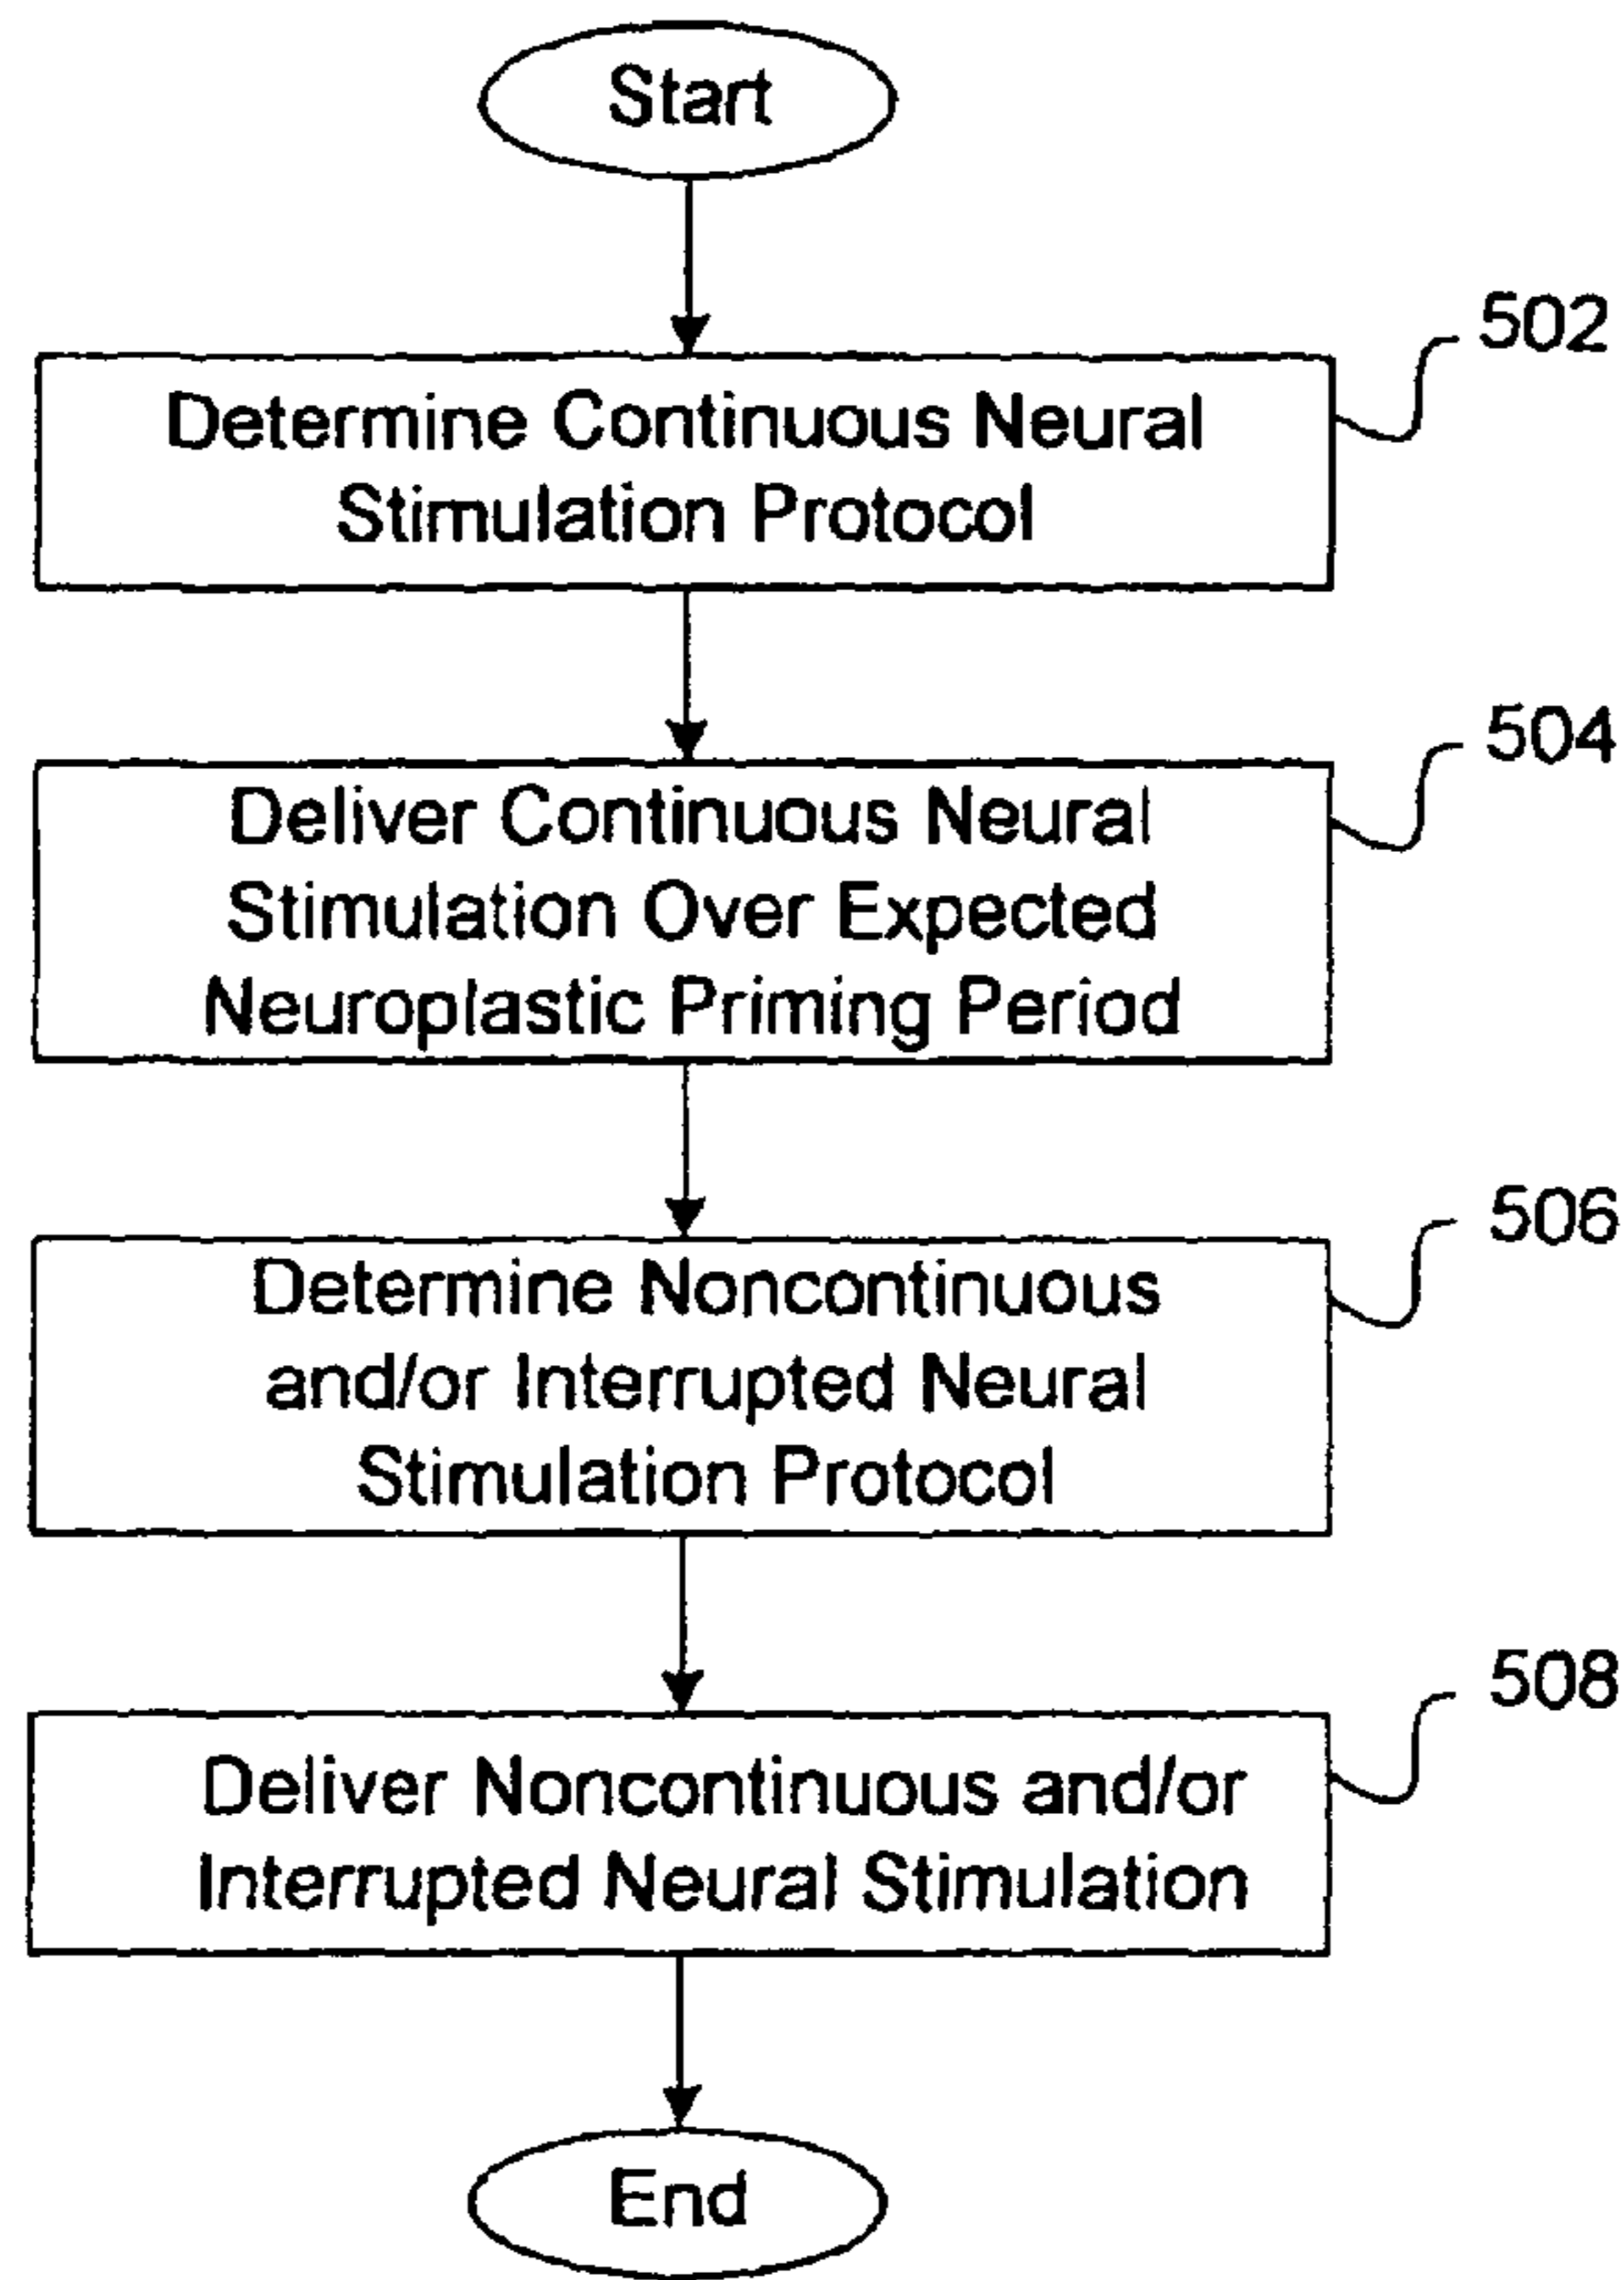 Start
502
Determine Continuous Neural
Stimulation Protocol
504
Deliver Continuous Neural
Stimulation Over Expected
Neuroplastic Priming Period
506
Determine Noncontinuous
and/or Interrupted Neural
Stimulation Protocol
508
Deliver Noncontinuous and/or
Interrupted Neural Stimulation
End